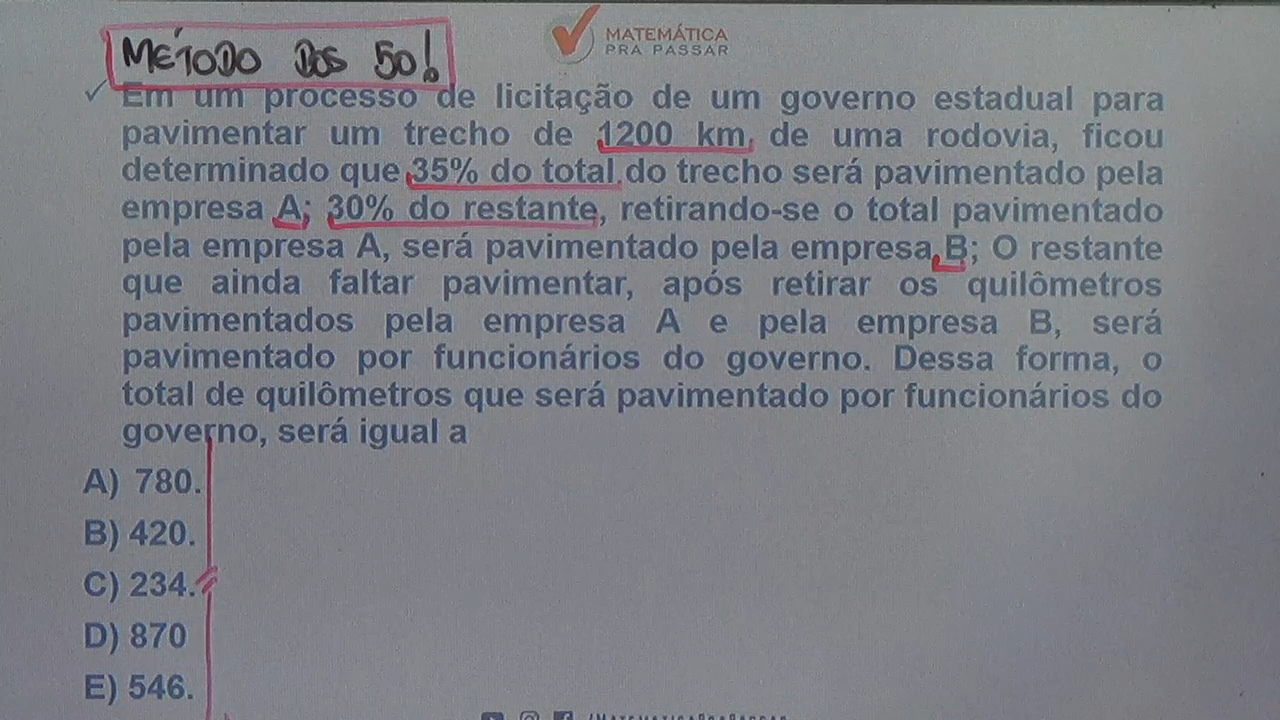 MÉTODO DOS 50!
MATEMÁTICA
PRA PASSAR
✓ Em um processo de licitação de um governo estadual para
pavimentar um trecho de 1200 km, de uma rodovia, ficou
determinado que 35% do total do trecho será pavimentado pela
empresa A; 30% do restante, retirando-se o total pavimentado
pela empresa A, será pavimentado pela empresa B; O restante
que ainda faltar pavimentar, após retirar os quilômetros
pavimentados pela empresa A e pela empresa B, será
pavimentado por funcionários do governo. Dessa forma, o
total de quilômetros que será pavimentado por funcionários do
governo, será igual a
A) 780.
B) 420.
C) 234.
D) 870
E) 546.
/MATEMATICAPRAPASSAR